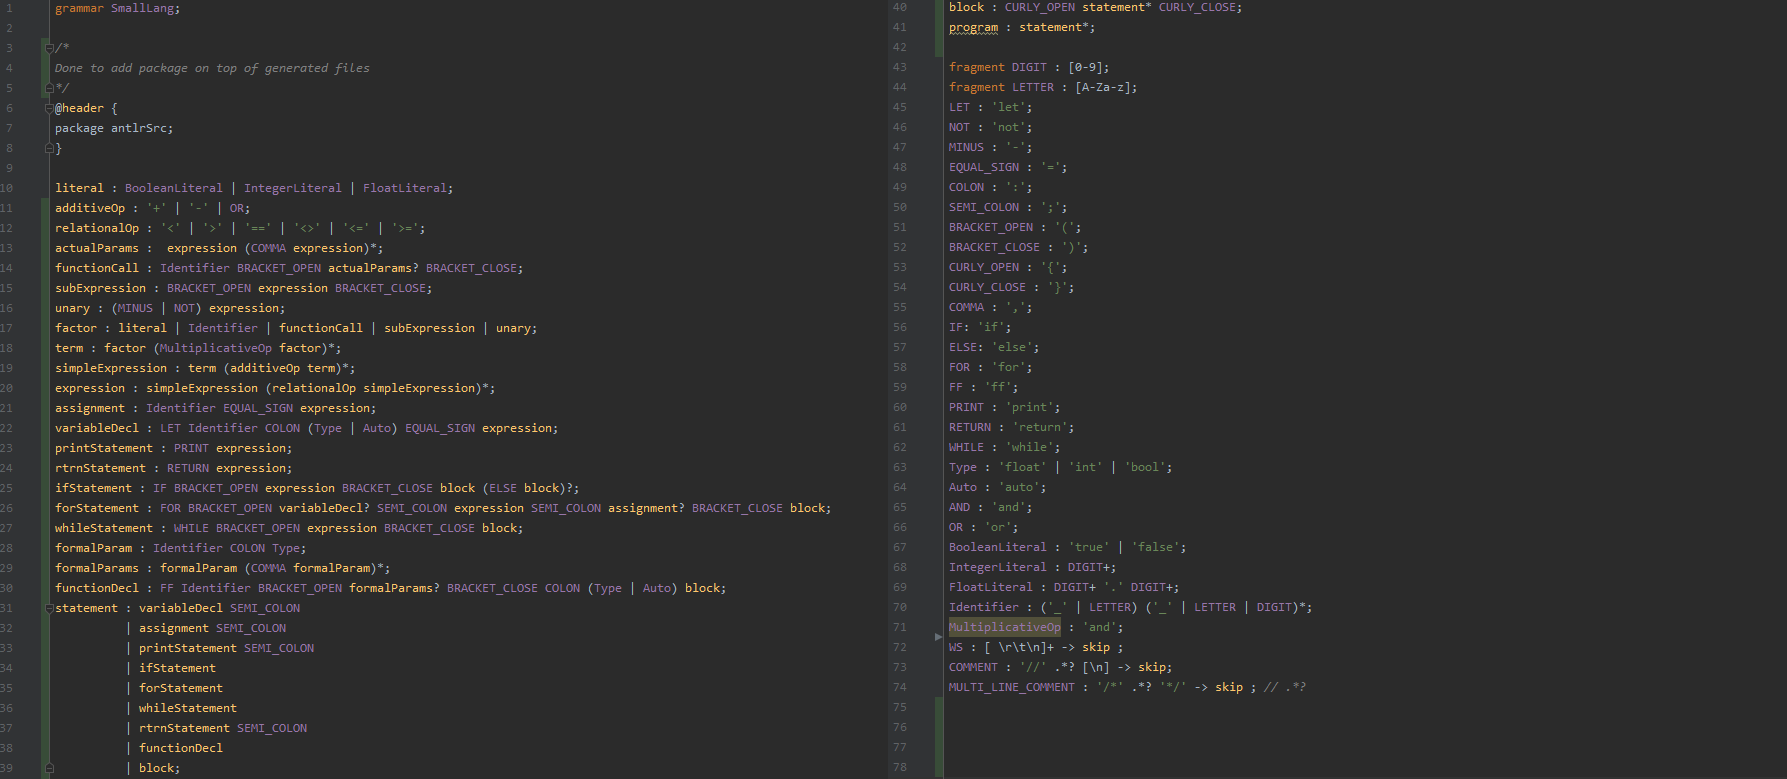 1 grammar SmallLang;
2
3 /*
4 Done to add package on top of generated files
5 */
6 @header {
7 package antlrSrc;
8 }
9
10 literal : BooleanLiteral | IntegerLiteral | FloatLiteral;
11 additiveOp : '+' | '-' | OR;
12 relationalOp : '<' | '>' | '==' | '<>' | '<=' | '>=';
13 actualParams :  expression (COMMA expression)*;
14 functionCall : Identifier BRACKET_OPEN actualParams? BRACKET_CLOSE;
15 subExpression : BRACKET_OPEN expression BRACKET_CLOSE;
16 unary : (MINUS | NOT) expression;
17 factor : literal | Identifier | functionCall | subExpression | unary;
18 term : factor (MultiplicativeOp factor)*;
19 simpleExpression : term (additiveOp term)*;
20 expression : simpleExpression (relationalOp simpleExpression)*;
21 assignment : Identifier EQUAL_SIGN expression;
22 variableDecl : LET Identifier COLON (Type | Auto) EQUAL_SIGN expression;
23 printStatement : PRINT expression;
24 rtrnStatement : RETURN expression;
25 ifStatement : IF BRACKET_OPEN expression BRACKET_CLOSE block (ELSE block)?;
26 forStatement : FOR BRACKET_OPEN variableDecl? SEMI_COLON expression SEMI_COLON assignment? BRACKET_CLOSE block;
27 whileStatement : WHILE BRACKET_OPEN expression BRACKET_CLOSE block;
28 formalParam : Identifier COLON Type;
29 formalParams : formalParam (COMMA formalParam)*;
30 functionDecl : FF Identifier BRACKET_OPEN formalParams? BRACKET_CLOSE COLON (Type | Auto) block;
31 statement : variableDecl SEMI_COLON
32 | assignment SEMI_COLON
33 | printStatement SEMI_COLON
34 | ifStatement
35 | forStatement
36 | whileStatement
37 | rtrnStatement SEMI_COLON
38 | functionDecl
39 | block;
40 block : CURLY_OPEN statement* CURLY_CLOSE;
41 program : statement*;
42
43 fragment DIGIT : [0-9];
44 fragment LETTER : [A-Za-z];
45 LET : 'let';
46 NOT : 'not';
47 MINUS : '-';
48 EQUAL_SIGN : '=';
49 COLON : ':';
50 SEMI_COLON : ';';
51 BRACKET_OPEN : '(';
52 BRACKET_CLOSE : ')';
53 CURLY_OPEN : '{';
54 CURLY_CLOSE : '}';
55 COMMA : ',';
56 IF: 'if';
57 ELSE: 'else';
58 FOR : 'for';
59 FF : 'ff';
60 PRINT : 'print';
61 RETURN : 'return';
62 WHILE : 'while';
63 Type : 'float' | 'int' | 'bool';
64 Auto : 'auto';
65 AND : 'and';
66 OR : 'or';
67 BooleanLiteral : 'true' | 'false';
68 IntegerLiteral : DIGIT+;
69 FloatLiteral : DIGIT+ '.' DIGIT+;
70 Identifier : ('_' | LETTER) ('_' | LETTER | DIGIT)*;
71 MultiplicativeOp : 'and';
72 WS : [ \r\t\n]+ -> skip ;
73 COMMENT : '//' .*? [\n] -> skip;
74 MULTI_LINE_COMMENT : '/*' .*? '*/' -> skip ; // .*?
75
76
77
78